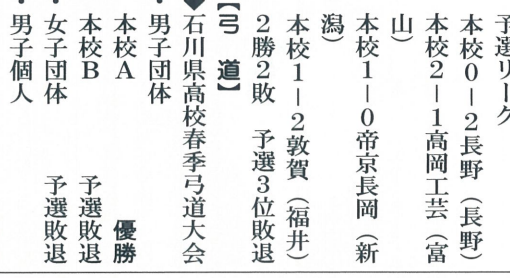 予選リーグ
本校0―2長野（長野）
本校2―1高岡工芸（富
山）
本校1―0帝京長岡（新
潟）
本校1―2敦賀（福井）
2勝2敗　予選3位敗退
【弓　道】
◆石川県高校春季弓道大会
・男子団体
本校A　優勝
本校B　予選敗退
・女子団体　予選敗退
・男子個人